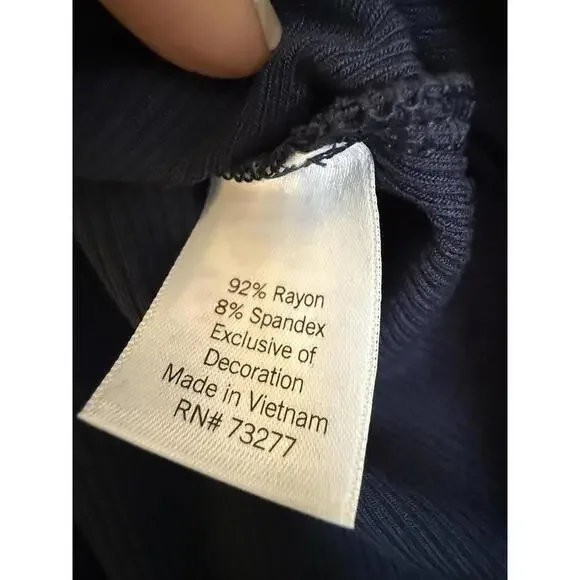 92% Rayon
8% Spandex
Exclusive of
Decoration
Made in Vietnam
RN# 73277